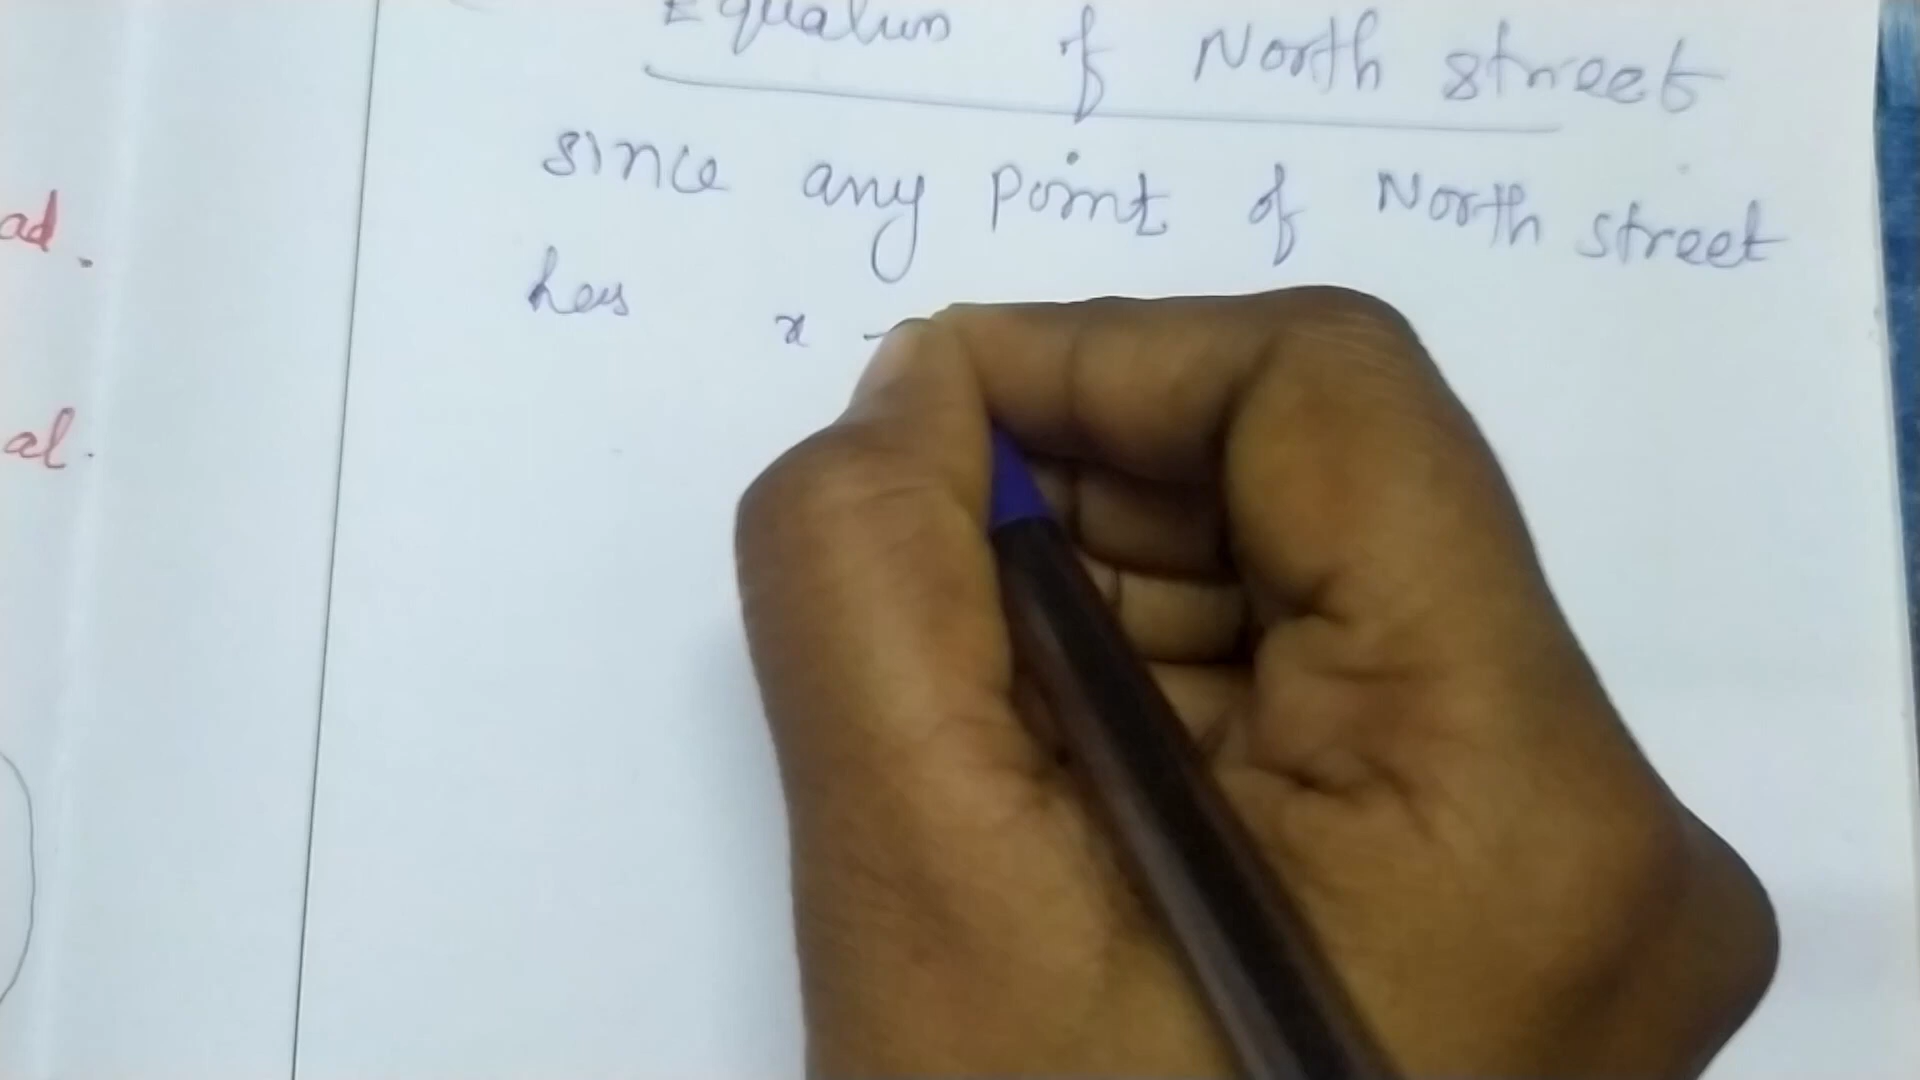 Equation of North street
since any point of North street
has x -
ad.
al.